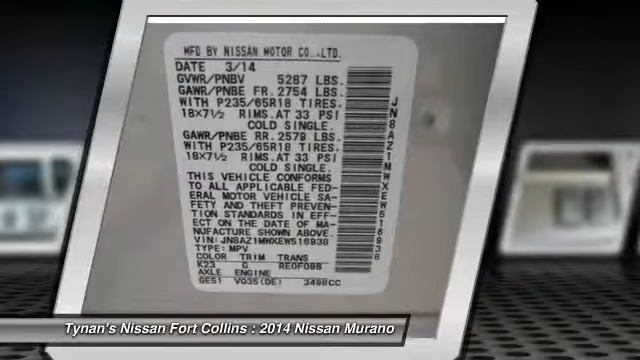 MFD BY NISSAN MOTOR CO.,LTD.
DATE 3/14
GVWR/PNBV 5287 LBS.
GAWR/PNBE FR. 2754 LBS.
WITH P235/65R18 TIRES.
18X7½ RIMS.AT 33 PSI
COLD SINGLE.
GAWR/PNBE RR. 2579 LBS.
WITH P235/65R18 TIRES.
18X7½ RIMS.AT 33 PSI
COLD SINGLE.
THIS VEHICLE CONFORMS
TO ALL APPLICABLE FED-
ERAL MOTOR VEHICLE SA-
FETY AND THEFT PREVEN-
TION STANDARDS IN EFF-
ECT ON THE DATE OF MA-
NUFACTURE SHOWN ABOVE.
VIN: JN8AZ1MWXEW516938
TYPE: MPV
COLOR TRIM TRANS
K23 G RE0F09B
AXLE ENGINE
GE51 VQ35(DE) 3498CC
JN8AZ1MWXEW516938
Tynan's Nissan Fort Collins : 2014 Nissan Murano